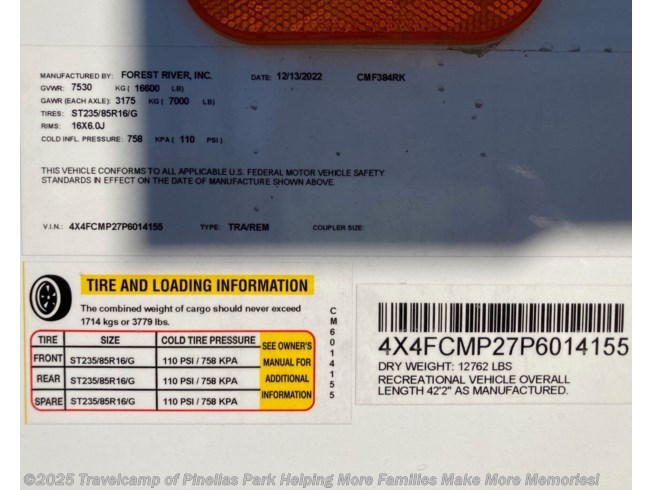 MANUFACTURED BY: FOREST RIVER, INC. DATE: 12/13/2022 CMF384RK
GVWR: 7530 KG ( 16600 LB)
GAWR (EACH AXLE): 3175 KG ( 7000 LB)
TIRES: ST235/85R16/G
RIMS: 16X6.0J
COLD INFL. PRESSURE: 758 KPA ( 110 PSI )
THIS VEHICLE CONFORMS TO ALL APPLICABLE U.S. FEDERAL MOTOR VEHICLE SAFETY
STANDARDS IN EFFECT ON THE DATE OF MANUFACTURE SHOWN ABOVE.
V.I.N.: 4X4FCMP27P6014155 TYPE: TRA/REM COUPLER SIZE:
TIRE AND LOADING INFORMATION
The combined weight of cargo should never exceed
1714 kgs or 3779 lbs.
TIRE SIZE COLD TIRE PRESSURE
FRONT ST235/85R16/G 110 PSI / 758 KPA
REAR ST235/85R16/G 110 PSI / 758 KPA
SPARE ST235/85R16/G 110 PSI / 758 KPA
SEE OWNER'S
MANUAL FOR
ADDITIONAL
INFORMATION
CM6014155
4X4FCMP27P6014155
DRY WEIGHT: 12762 LBS
RECREATIONAL VEHICLE OVERALL
LENGTH 42'2" AS MANUFACTURED.
©2025 Travelcamp of Pinellas Park Helping More Families Make More Memories!